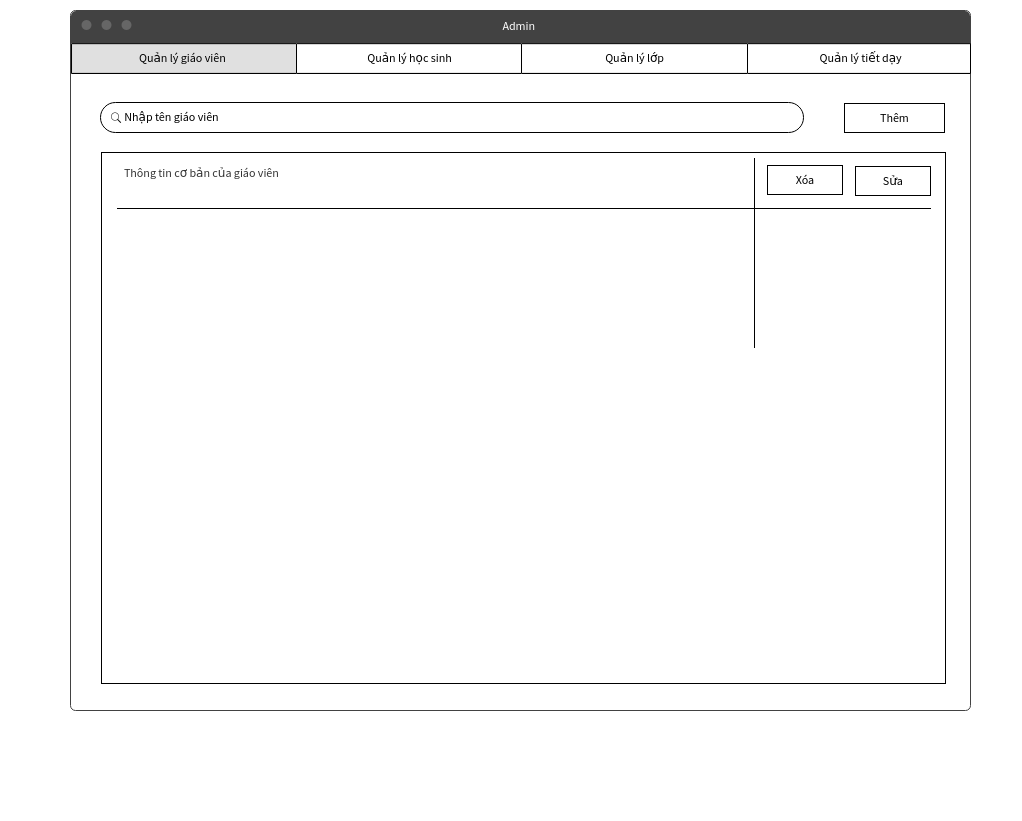 Admin
Quản lý giáo viên
Quản lý học sinh
Quản lý lớp
Quản lý tiết dạy
Nhập tên giáo viên
Thêm
Thông tin cơ bản của giáo viên
Xóa
Sửa